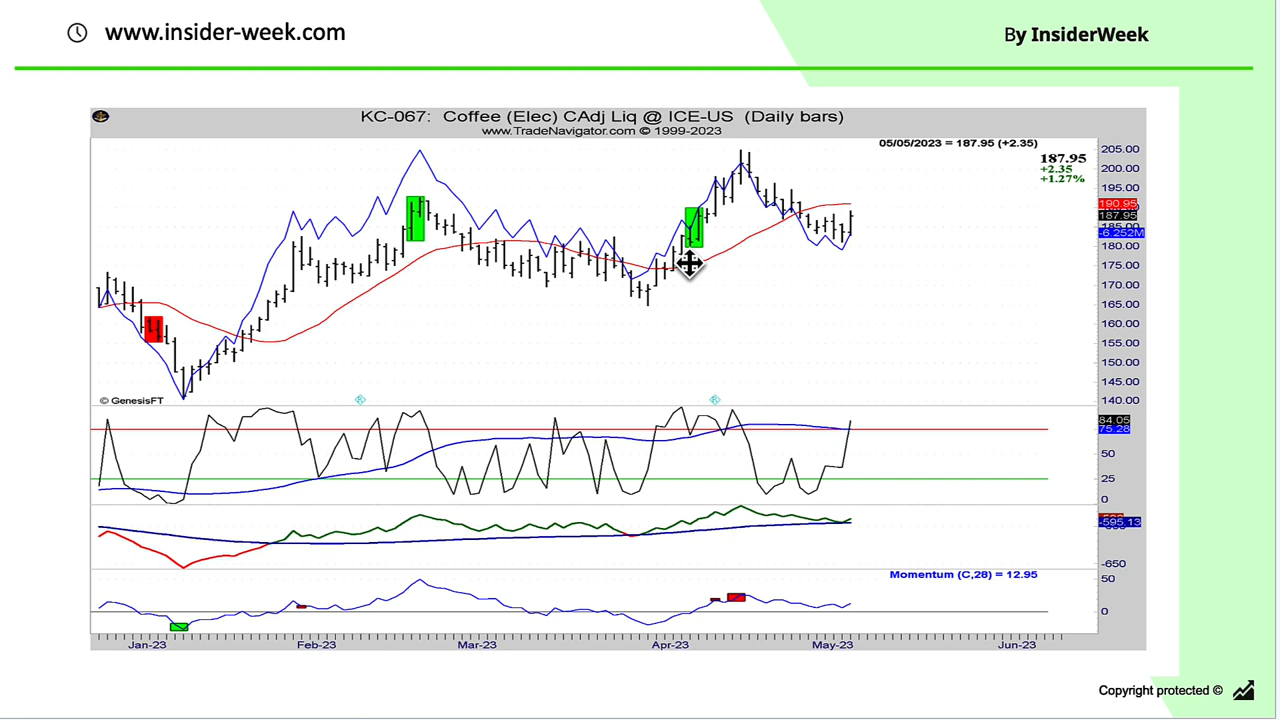 www.insider-week.com
By InsiderWeek
KC-067: Coffee (Elec) CAdj Liq @ ICE-US (Daily bars)
www.TradeNavigator.com © 1999-2023
05/05/2023 = 187.95 (+2.35)
187.95
+2.35
+1.27%
205.00
200.00
195.00
190.95
187.95
185.00
-6.252M
180.00
175.00
170.00
165.00
160.00
155.00
150.00
145.00
140.00
© GenesisFT
R
R
84.05
75.28
50
25
0
-595.13
-650
Momentum (C,28) = 12.95
50
0
Jan-23
Feb-23
Mar-23
Apr-23
May-23
Jun-23
Copyright protected ©